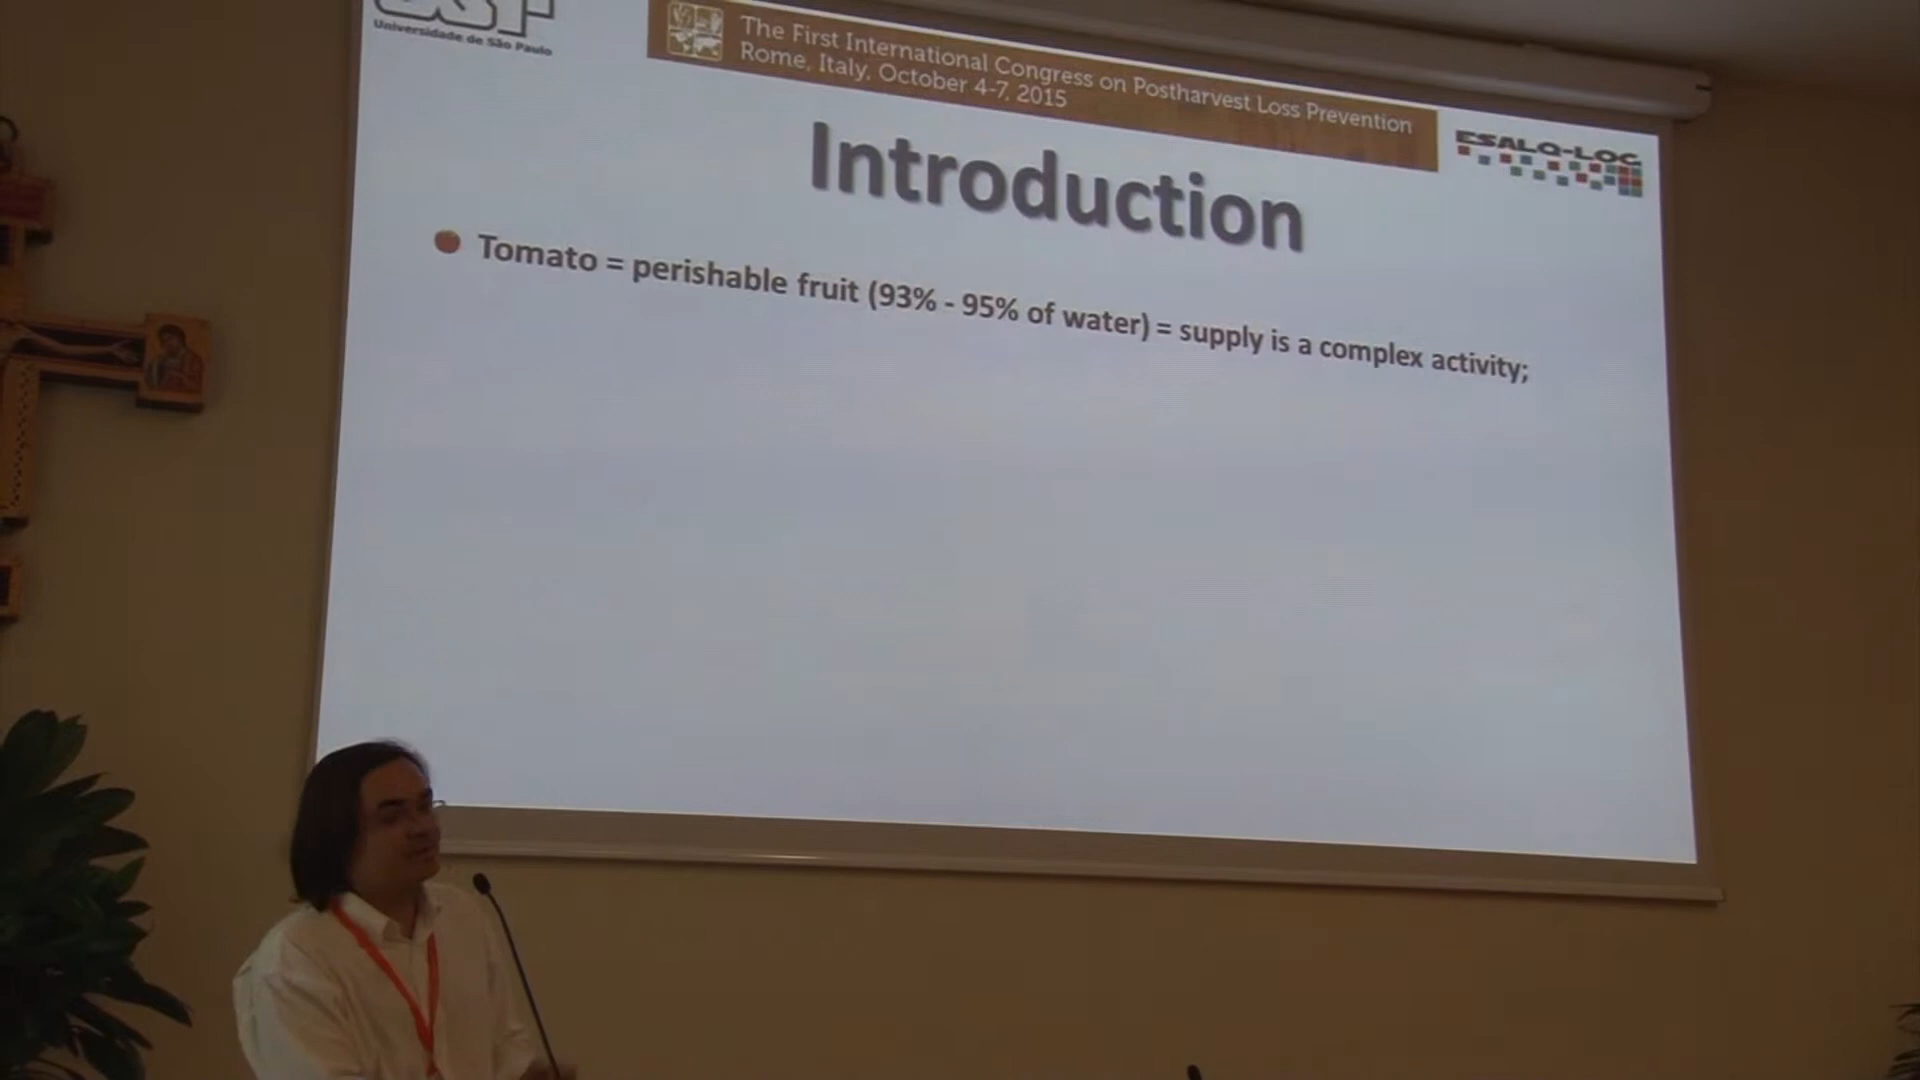 Universidade de São Paulo
The First International Congress on Postharvest Loss Prevention
Rome, Italy, October 4-7, 2015
ESALQ-LOG
Introduction
Tomato = perishable fruit (93% - 95% of water) = supply is a complex activity;